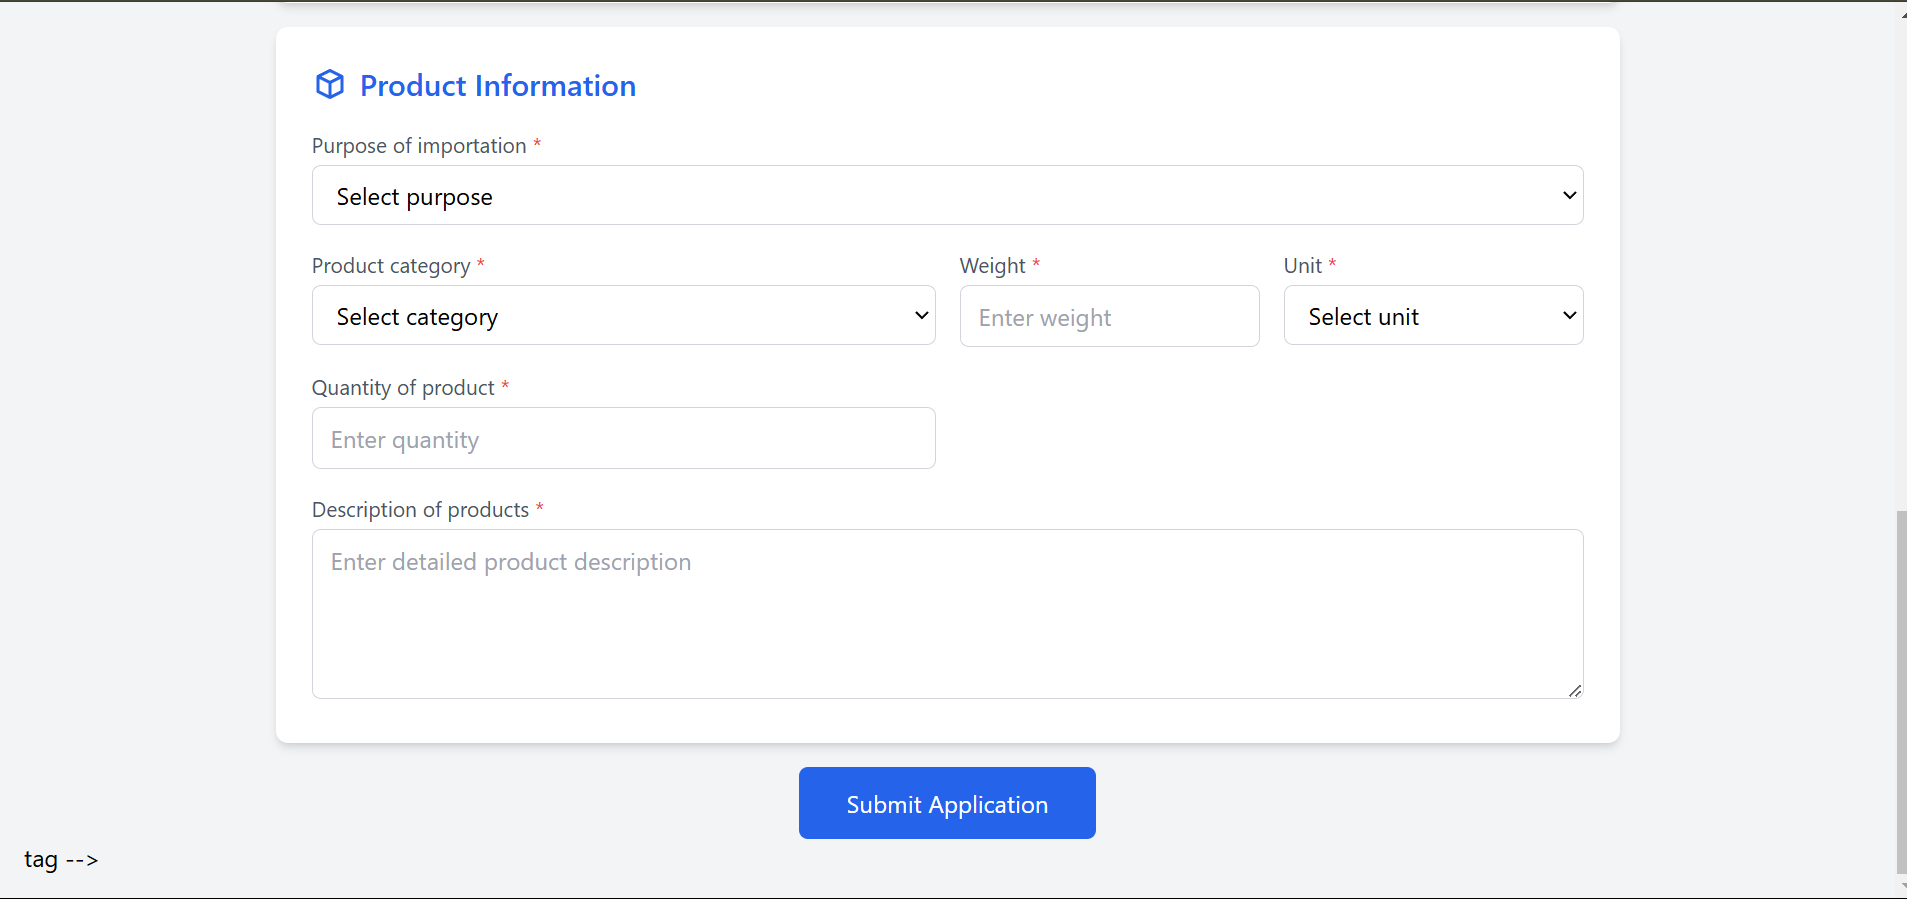 Product Information
Purpose of importation *
Select purpose
Product category *
Weight *
Unit *
Select category
Enter weight
Select unit
Quantity of product *
Enter quantity
Description of products *
Enter detailed product description
Submit Application
tag -->